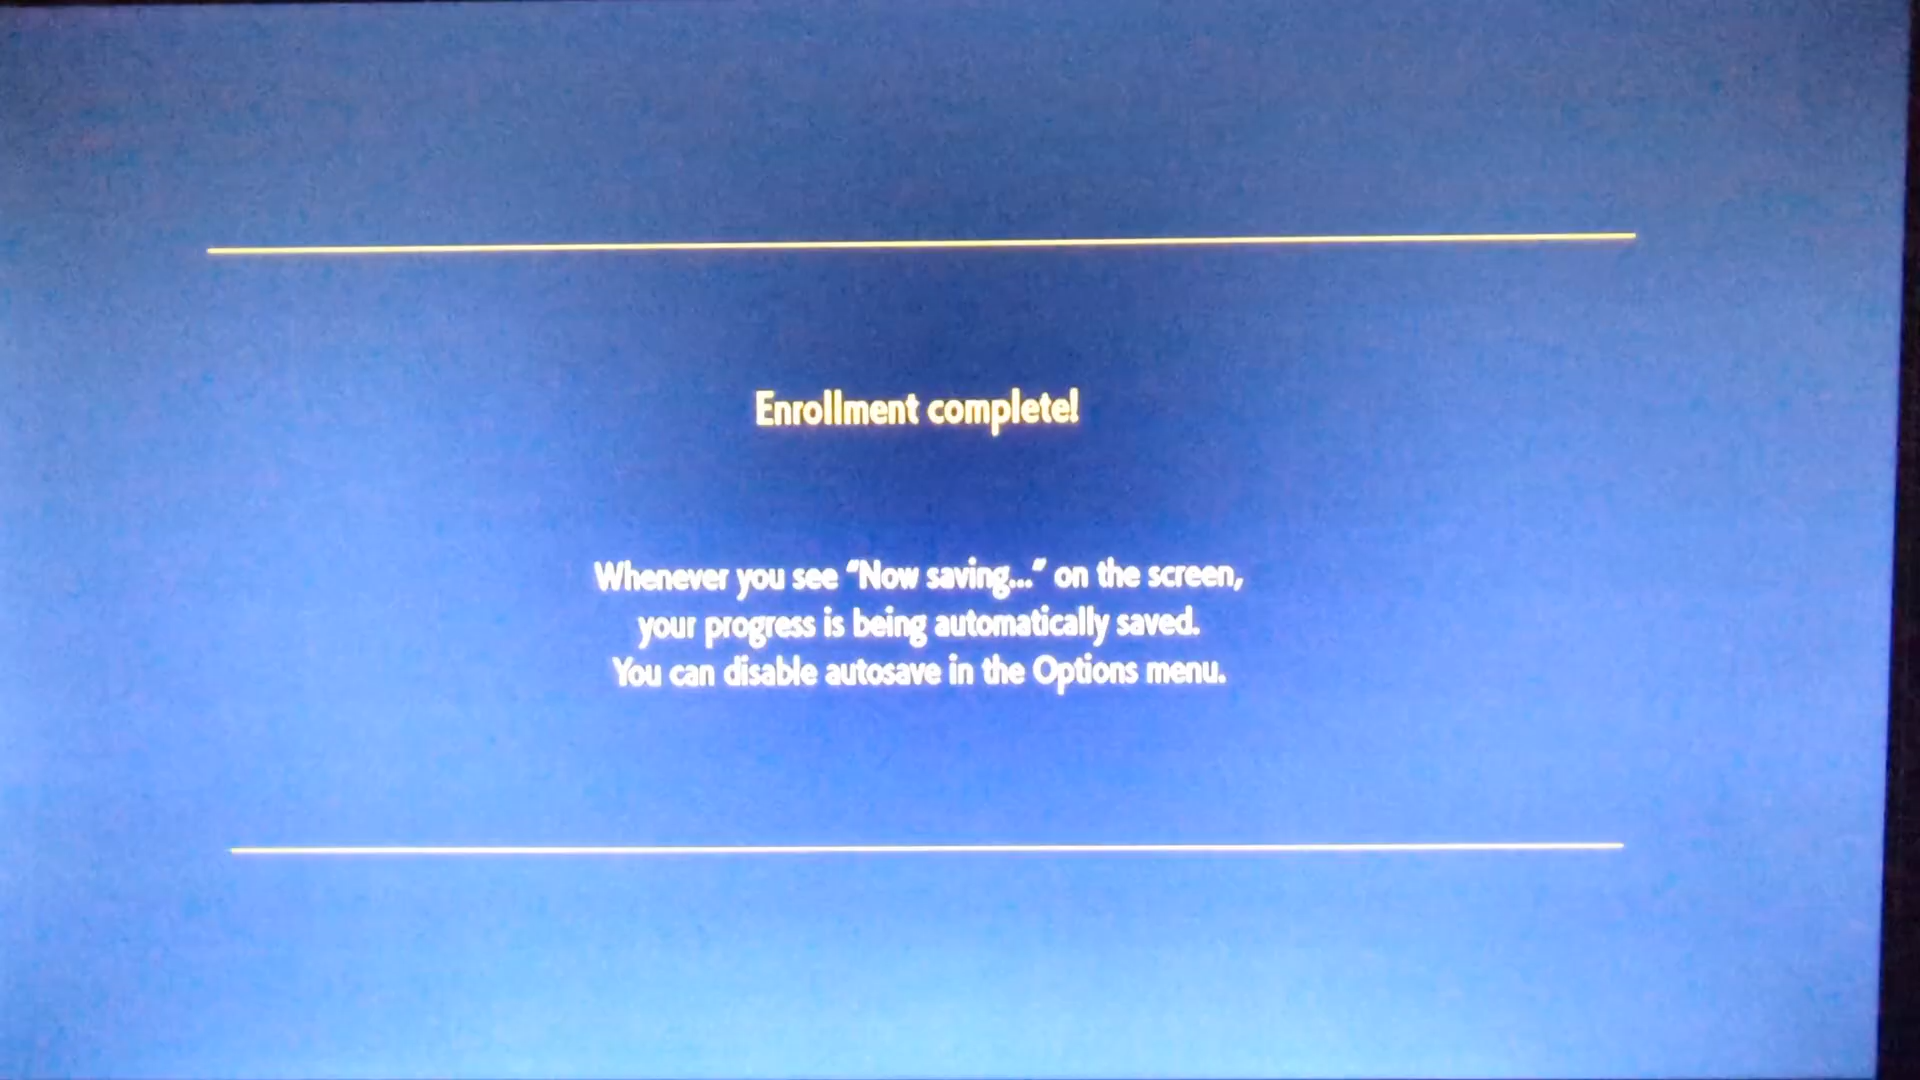 Enrollment complete!
Whenever you see “Now saving...” on the screen,
your progress is being automatically saved.
You can disable autosave in the Options menu.